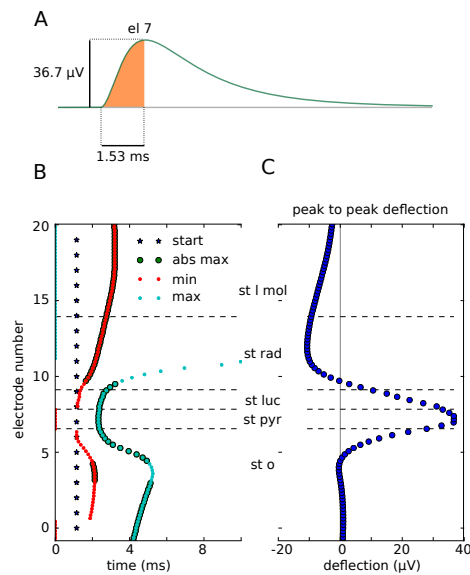 A
el 7
36.7 µV
1.53 ms
B
C
peak to peak deflection
20
15
10
5
0
electrode number
start
abs max
min
max
0
4
8
time (ms)
st l mol
st rad
st luc
st pyr
st o
-20
0
20
40
deflection (µV)